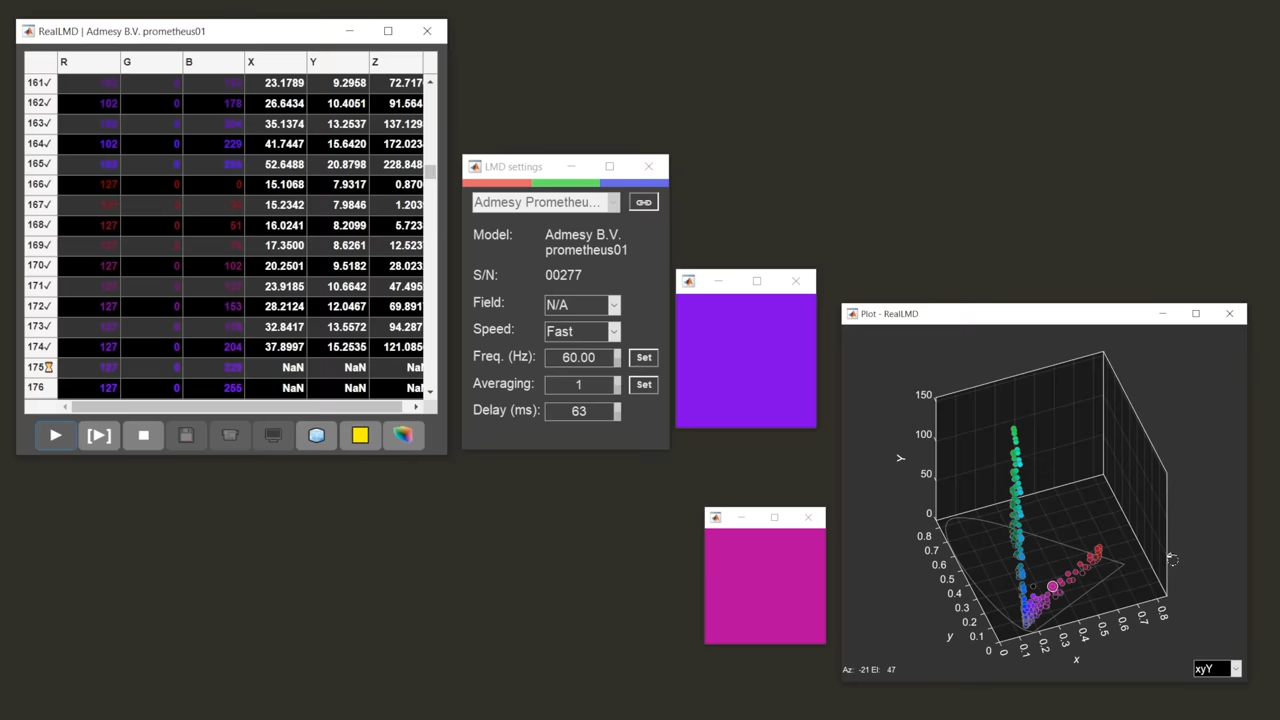 RealLMD | Admesy B.V. prometheus01
R G B X Y Z
161✓ 0 23.1789 9.2958 72.717
162✓ 102 0 178 26.6434 10.4051 91.564
163✓ 0 35.1374 13.2537 137.129
164✓ 102 0 229 41.7447 15.6420 172.023
165✓ 0 52.6488 20.8798 228.848
166✓ 127 0 0 15.1068 7.9317 0.870
167✓ 15.2342 7.9846 1.203
168✓ 127 0 51 16.0241 8.2099 5.723
169✓ 17.3500 8.6261 12.523
170✓ 127 0 102 20.2501 9.5182 28.023
171✓ 23.9185 10.6642 47.495
172✓ 127 0 153 28.2124 12.0467 69.891
173✓ 32.8417 13.5572 94.287
174✓ 127 0 204 37.8997 15.2535 121.085
175 127 0 229 NaN NaN NaN
176 127 0 255 NaN NaN NaN
LMD settings
Admesy Prometheu...
Model: Admesy B.V.
prometheus01
S/N: 00277
Field: N/A
Speed: Fast
Freq. (Hz): 60.00 Set
Averaging: 1 Set
Delay (ms): 63
Plot - RealLMD
150
100
50
0
Y
0.8
0.7
0.6
0.5
0.4
0.3
0.2
0.1
0
y
0 0.1 0.2 0.3 0.4 0.5 0.6 0.7 0.8
x
Az: -21 El: 47
xyY